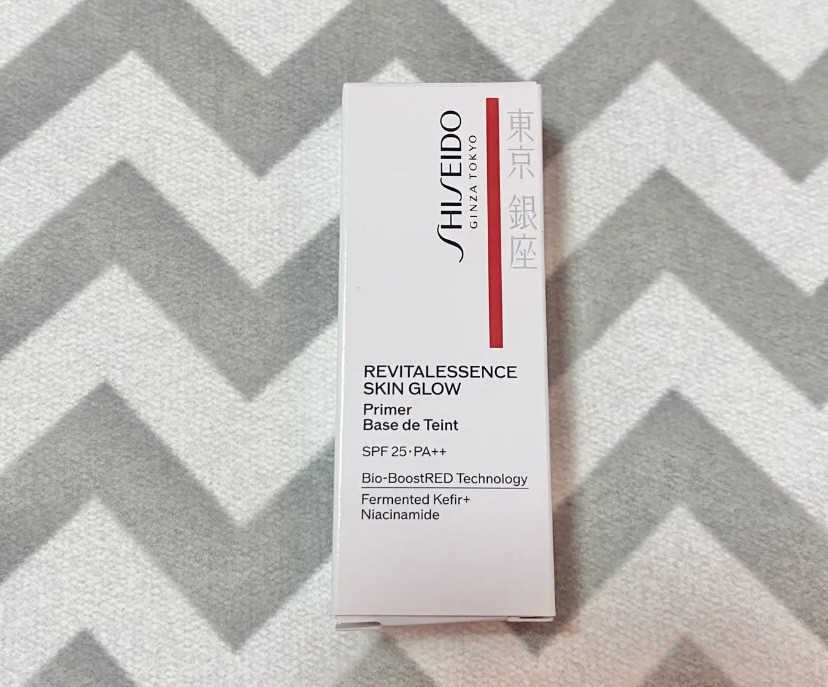 SHISEIDO
GINZA TOKYO
東京 銀座
REVITALESSENCE
SKIN GLOW
Primer
Base de Teint
SPF 25・PA++
Bio-BoostRED Technology
Fermented Kefir+
Niacinamide